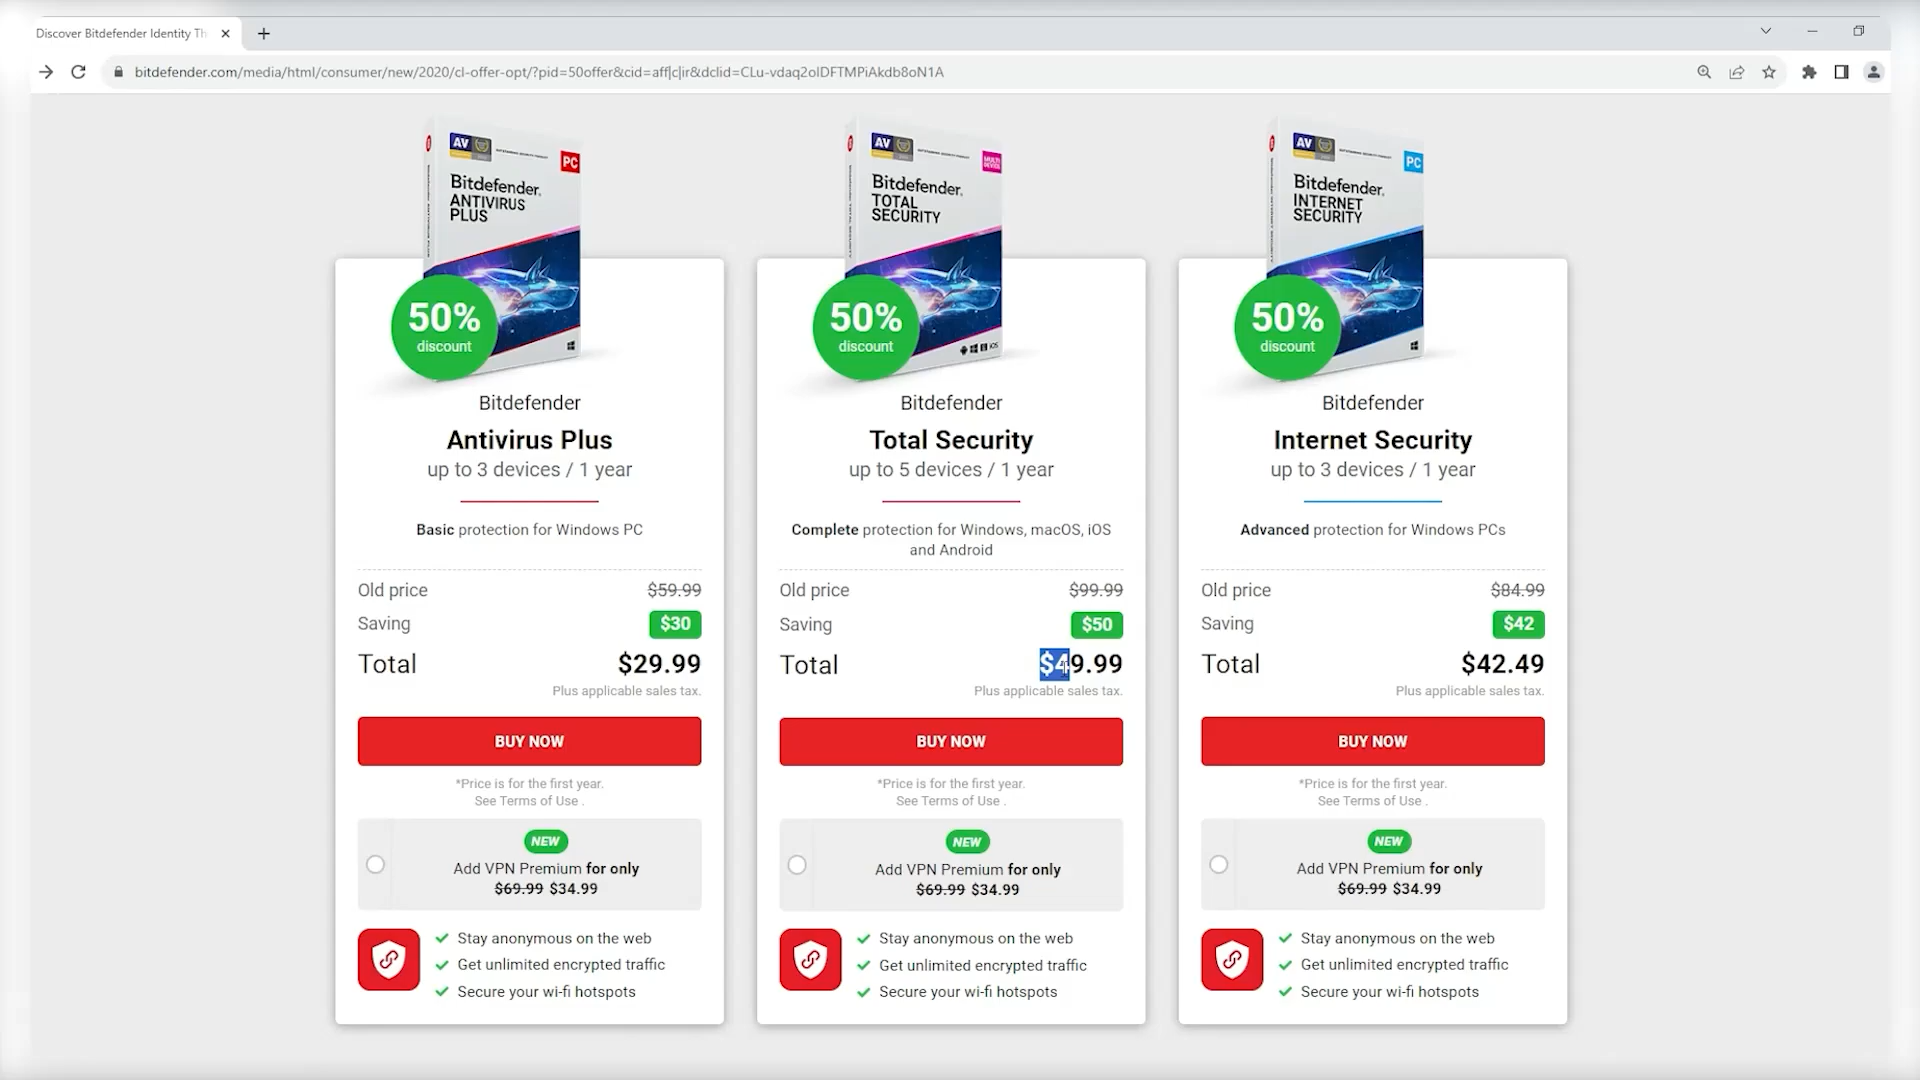 Discover Bitdefender Identity Th
bitdefender.com/media/html/consumer/new/2020/cl-offer-opt/?pid=50offer&cid=aff|c|ir&dclid=CLu-vdaq2oIDFTMPiAkdb8oN1A
AV
PC
Bitdefender.
ANTIVIRUS
PLUS
50%
discount
Bitdefender
Antivirus Plus
up to 3 devices / 1 year
Basic protection for Windows PC
Old price $59.99
Saving $30
Total $29.99
Plus applicable sales tax.
BUY NOW
*Price is for the first year.
See Terms of Use .
NEW
Add VPN Premium for only
$69.99 $34.99
Stay anonymous on the web
Get unlimited encrypted traffic
Secure your wi-fi hotspots
AV
MULTI
DEVICE
Bitdefender.
TOTAL
SECURITY
iOS
50%
discount
Bitdefender
Total Security
up to 5 devices / 1 year
Complete protection for Windows, macOS, iOS
and Android
Old price $99.99
Saving $50
Total $49.99
Plus applicable sales tax.
BUY NOW
*Price is for the first year.
See Terms of Use .
NEW
Add VPN Premium for only
$69.99 $34.99
Stay anonymous on the web
Get unlimited encrypted traffic
Secure your wi-fi hotspots
AV
PC
Bitdefender.
INTERNET
SECURITY
50%
discount
Bitdefender
Internet Security
up to 3 devices / 1 year
Advanced protection for Windows PCs
Old price $84.99
Saving $42
Total $42.49
Plus applicable sales tax.
BUY NOW
*Price is for the first year.
See Terms of Use .
NEW
Add VPN Premium for only
$69.99 $34.99
Stay anonymous on the web
Get unlimited encrypted traffic
Secure your wi-fi hotspots